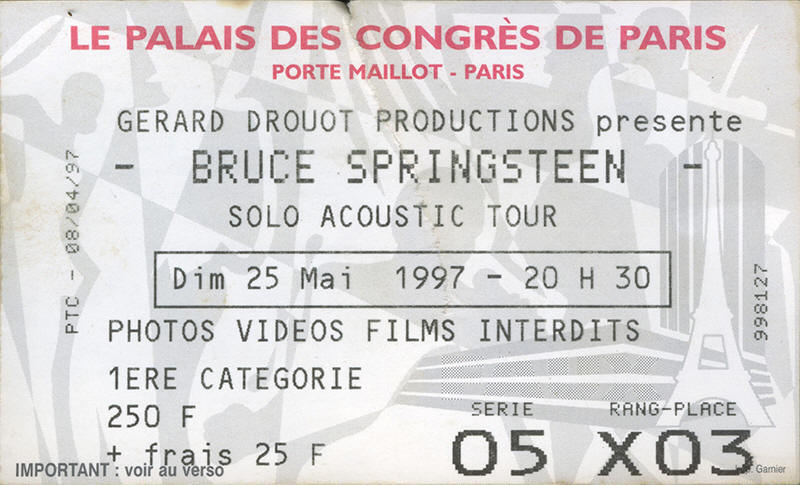 LE PALAIS DES CONGRÈS DE PARIS
PORTE MAILLOT - PARIS
GERARD DROUOT PRODUCTIONS presente
- BRUCE SPRINGSTEEN -
SOLO ACOUSTIC TOUR
Dim 25 Mai 1997 - 20 H 30
PHOTOS VIDEOS FILMS INTERDITS
1ERE CATEGORIE
250 F
+ frais 25 F
SERIE RANG-PLACE
05 X03
IMPORTANT : voir au verso
Garnier
PTC - 08/04/97
998127